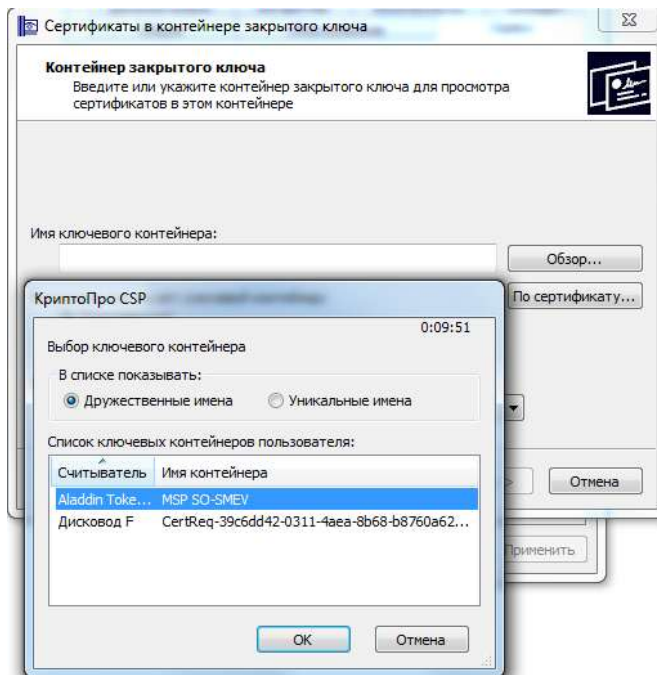 Сертификаты в контейнере закрытого ключа
Контейнер закрытого ключа
Введите или укажите контейнер закрытого ключа для просмотра
сертификатов в этом контейнере
Имя ключевого контейнера:
Обзор...
По сертификату...
Отмена
Применить
КриптоПро CSP
0:09:51
Выбор ключевого контейнера
В списке показывать:
Дружественные имена
Уникальные имена
Список ключевых контейнеров пользователя:
Считыватель Имя контейнера
Aladdin Toke... MSP SO-SMEV
Дисковод F CertReq-39c6dd42-0311-4aea-8b68-b8760a62...
OK
Отмена